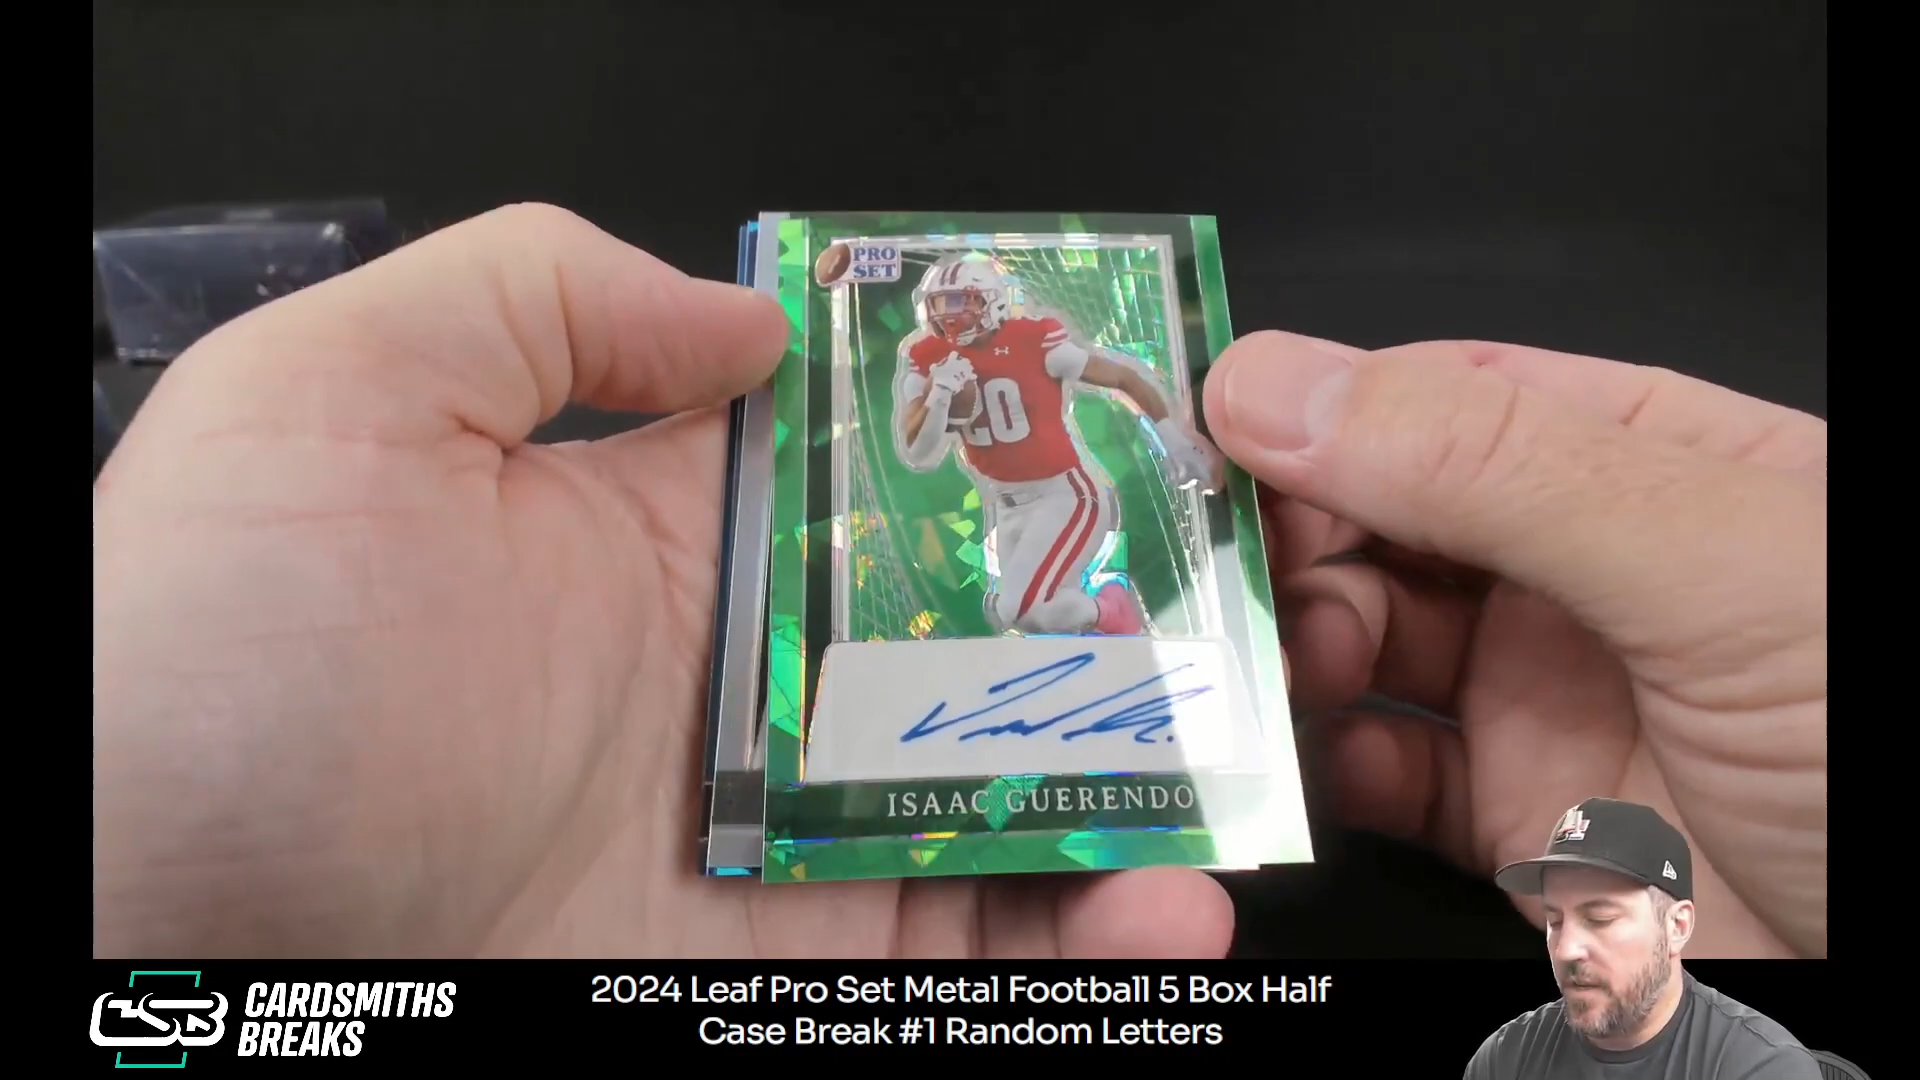 PRO
SET
20
ISAAC GUERENDO
CSB
CARDSMITHS
BREAKS
2024 Leaf Pro Set Metal Football 5 Box Half
Case Break #1 Random Letters